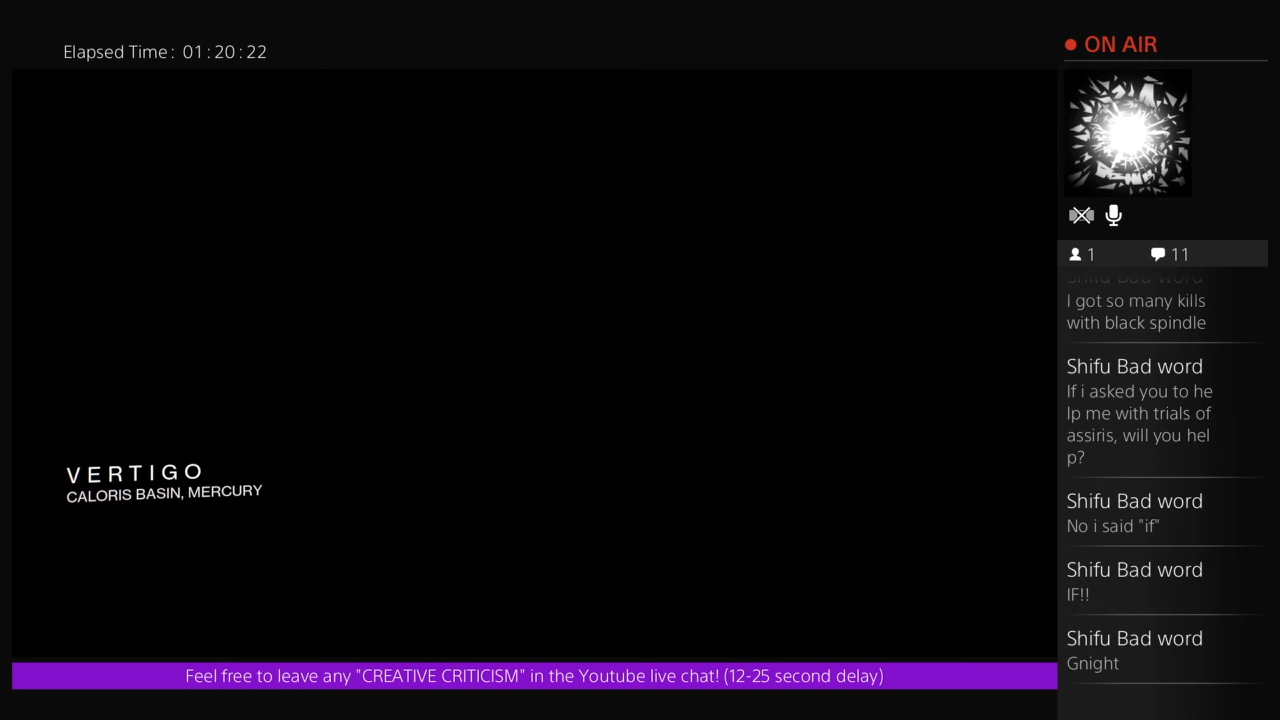 Elapsed Time: 01:20:22
ON AIR
1 11
Shifu Bad word
I got so many kills
with black spindle
Shifu Bad word
If i asked you to he
lp me with trials of
assiris, will you hel
p?
Shifu Bad word
No i said "if"
Shifu Bad word
IF!!
Shifu Bad word
Gnight
VERTIGO
CALORIS BASIN, MERCURY
Feel free to leave any "CREATIVE CRITICISM" in the Youtube live chat! (12-25 second delay)